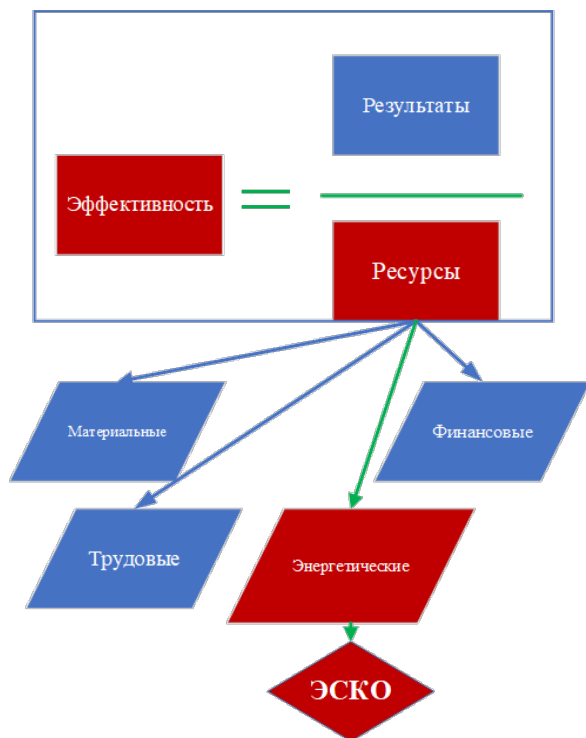 Результаты
Эффективность
=
Ресурсы
Материальные
Финансовые
Трудовые
Энергетические
ЭСКО